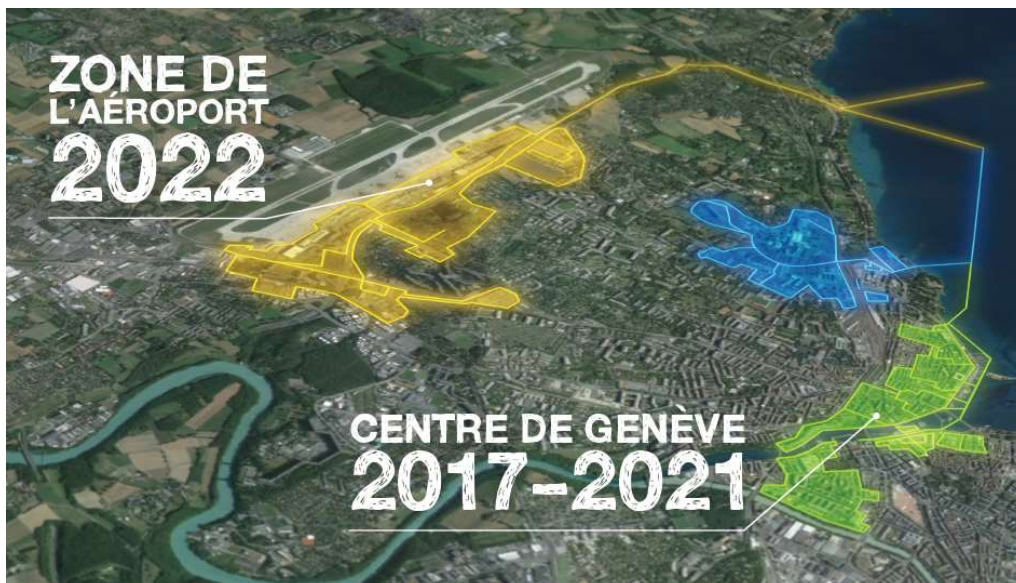 ZONE DE
L'AÉROPORT
2022
CENTRE DE GENÈVE
2017-2021